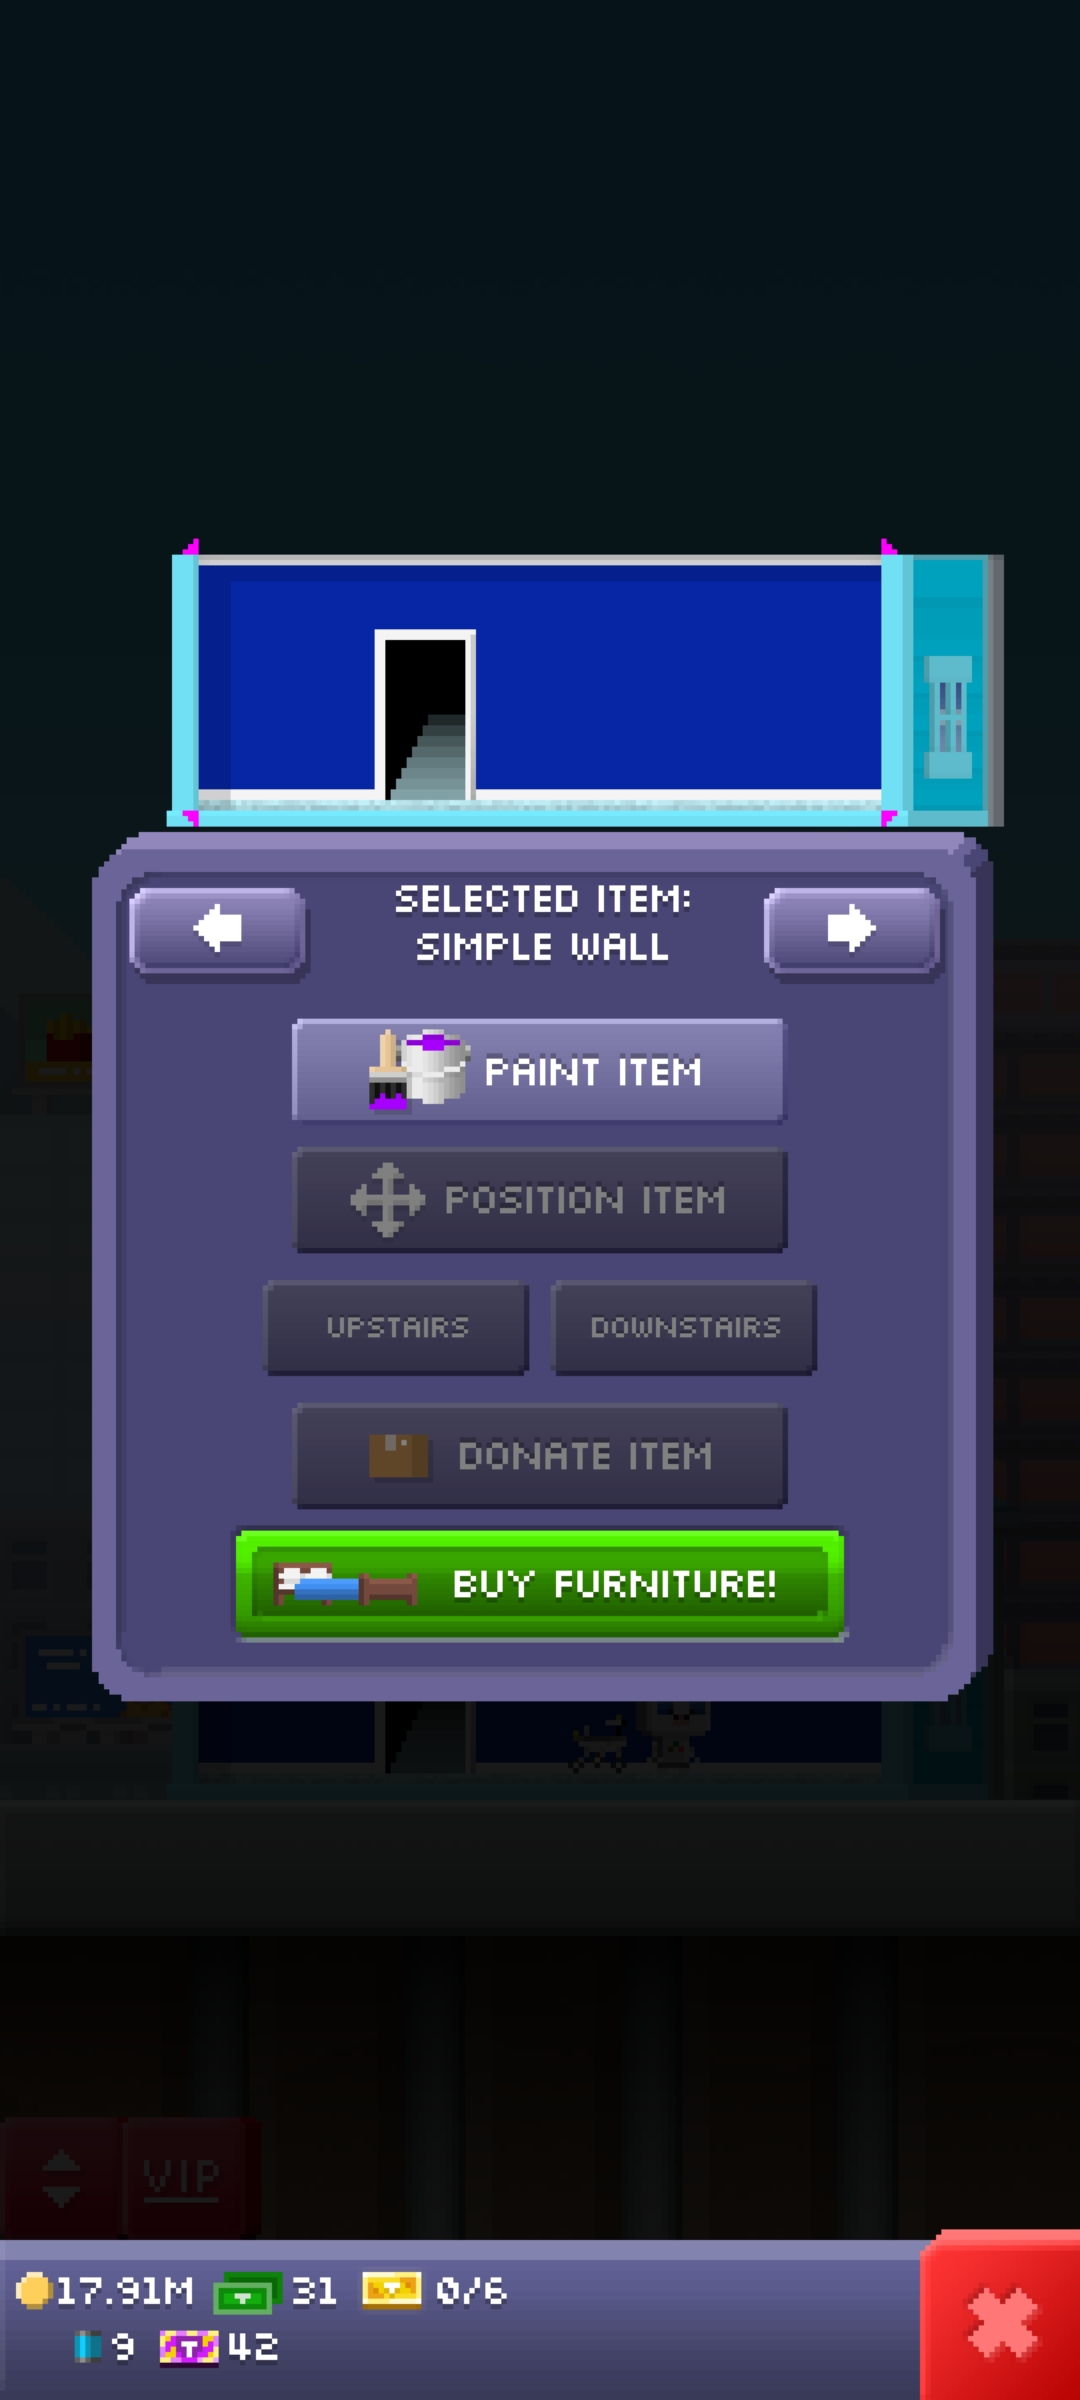 SELECTED ITEM:
SIMPLE WALL
PAINT ITEM
POSITION ITEM
UPSTAIRS
DOWNSTAIRS
DONATE ITEM
BUY FURNITURE!
VIP
17.91M
31
0/6
9
42